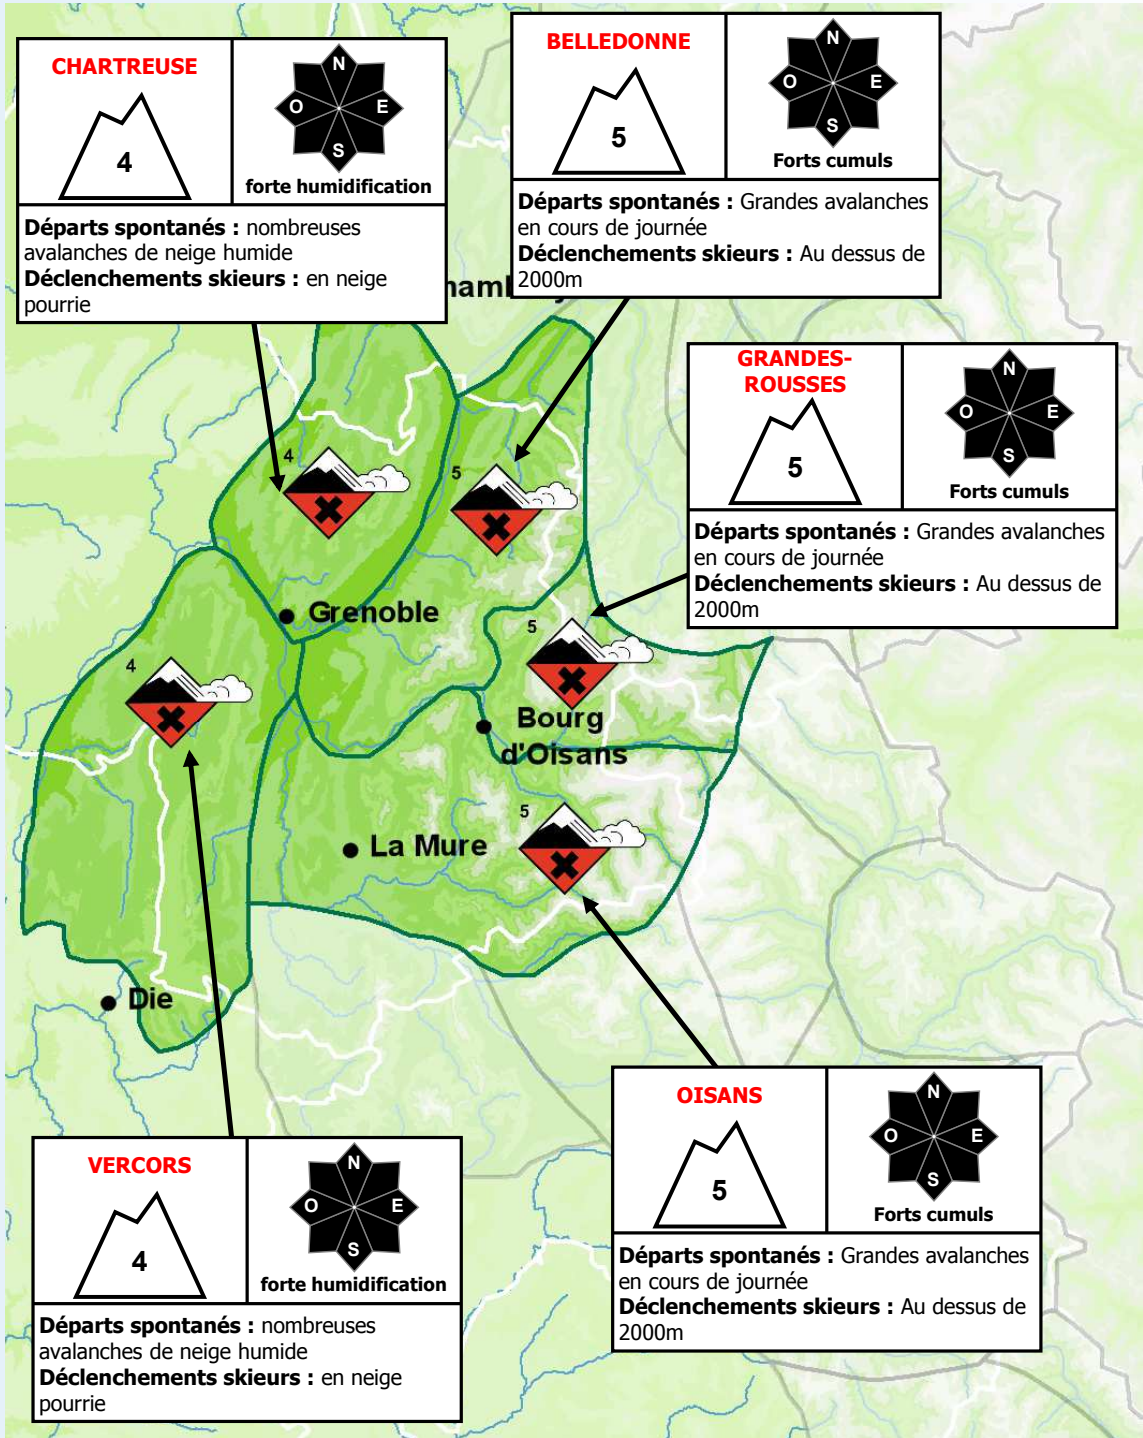 CHARTREUSE
4
N
O
E
S
forte humidification
Départs spontanés : nombreuses
avalanches de neige humide
Déclenchements skieurs : en neige
pourrie
BELLEDONNE
5
N
O
E
S
Forts cumuls
Départs spontanés : Grandes avalanches
en cours de journée
Déclenchements skieurs : Au dessus de
2000m
GRANDES-
ROUSSES
5
N
O
E
S
Forts cumuls
Départs spontanés : Grandes avalanches
en cours de journée
Déclenchements skieurs : Au dessus de
2000m
4
5
Grenoble
5
4
Bourg
d'Oisans
5
La Mure
Die
OISANS
5
N
O
E
S
Forts cumuls
Départs spontanés : Grandes avalanches
en cours de journée
Déclenchements skieurs : Au dessus de
2000m
VERCORS
4
N
O
E
S
forte humidification
Départs spontanés : nombreuses
avalanches de neige humide
Déclenchements skieurs : en neige
pourrie